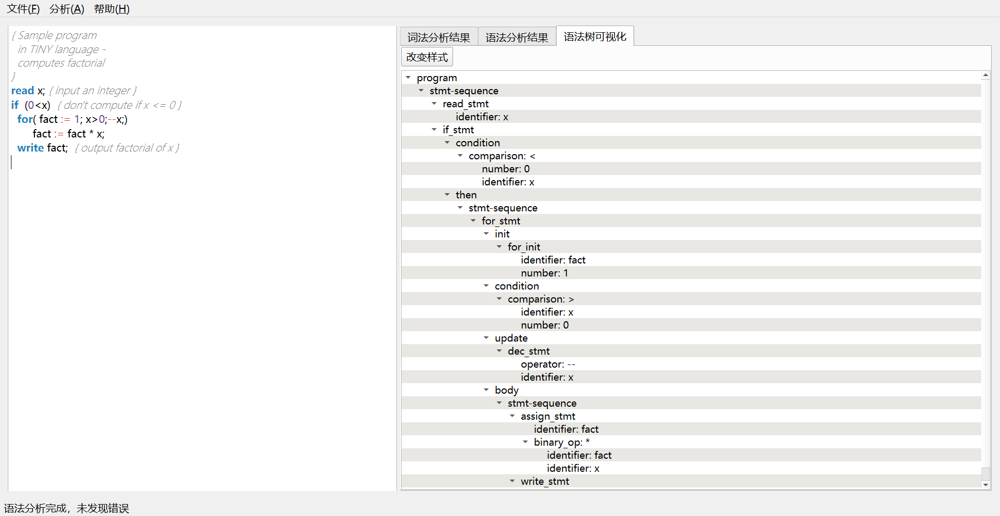 文件(F) 分析(A) 帮助(H)
{ Sample program
in TINY language -
computes factorial
}
read x; { input an integer }
if (0<x) { don't compute if x <= 0 }
for( fact := 1; x>0;--x;)
fact := fact * x;
write fact; { output factorial of x }
词法分析结果 语法分析结果 语法树可视化
改变样式
program
stmt-sequence
read_stmt
identifier: x
if_stmt
condition
comparison: <
number: 0
identifier: x
then
stmt-sequence
for_stmt
init
for_init
identifier: fact
number: 1
condition
comparison: >
identifier: x
number: 0
update
dec_stmt
operator: --
identifier: x
body
stmt-sequence
assign_stmt
identifier: fact
binary_op: *
identifier: fact
identifier: x
write_stmt
语法分析完成，未发现错误